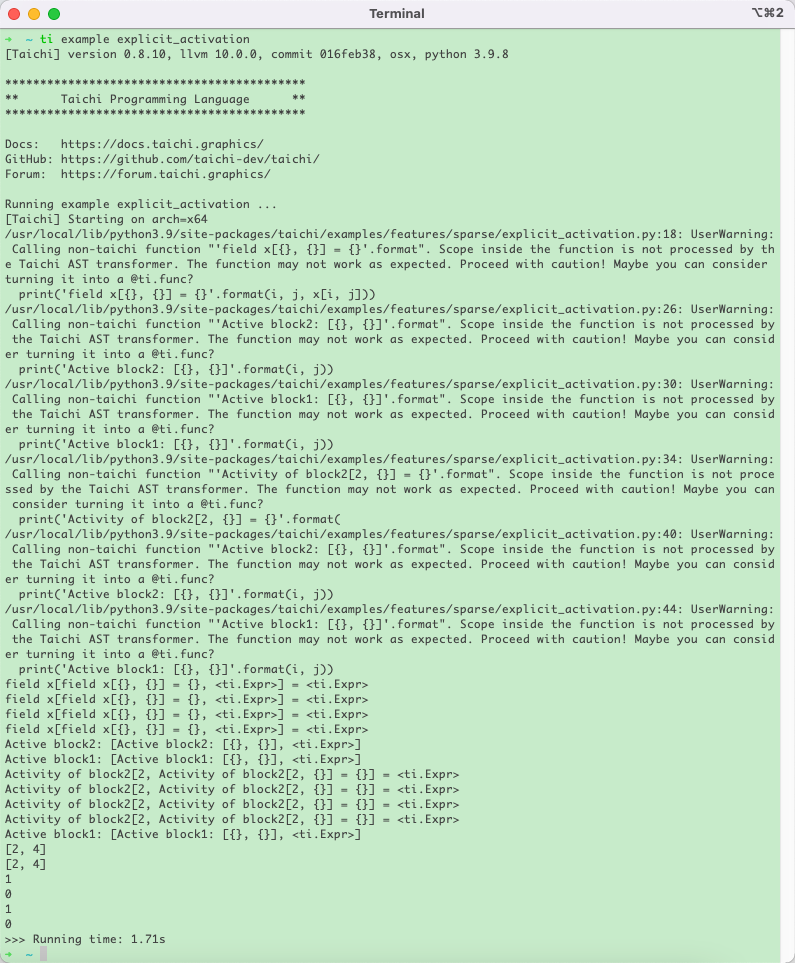 Terminal
⌥⌘2
➜ ~ ti example explicit_activation
[Taichi] version 0.8.10, llvm 10.0.0, commit 016feb38, osx, python 3.9.8
*******************************************
**      Taichi Programming Language      **
*******************************************
Docs:   https://docs.taichi.graphics/
GitHub: https://github.com/taichi-dev/taichi/
Forum:  https://forum.taichi.graphics/
Running example explicit_activation ...
[Taichi] Starting on arch=x64
/usr/local/lib/python3.9/site-packages/taichi/examples/features/sparse/explicit_activation.py:18: UserWarning:
 Calling non-taichi function "'field x[{}, {}] = {}'.format". Scope inside the function is not processed by th
e Taichi AST transformer. The function may not work as expected. Proceed with caution! Maybe you can consider
turning it into a @ti.func?
  print('field x[{}, {}] = {}'.format(i, j, x[i, j]))
/usr/local/lib/python3.9/site-packages/taichi/examples/features/sparse/explicit_activation.py:26: UserWarning:
 Calling non-taichi function "'Active block2: [{}, {}]'.format". Scope inside the function is not processed by
 the Taichi AST transformer. The function may not work as expected. Proceed with caution! Maybe you can consid
er turning it into a @ti.func?
  print('Active block2: [{}, {}]'.format(i, j))
/usr/local/lib/python3.9/site-packages/taichi/examples/features/sparse/explicit_activation.py:30: UserWarning:
 Calling non-taichi function "'Active block1: [{}, {}]'.format". Scope inside the function is not processed by
 the Taichi AST transformer. The function may not work as expected. Proceed with caution! Maybe you can consid
er turning it into a @ti.func?
  print('Active block1: [{}, {}]'.format(i, j))
/usr/local/lib/python3.9/site-packages/taichi/examples/features/sparse/explicit_activation.py:34: UserWarning:
 Calling non-taichi function "'Activity of block2[2, {}] = {}'.format". Scope inside the function is not proce
ssed by the Taichi AST transformer. The function may not work as expected. Proceed with caution! Maybe you can
 consider turning it into a @ti.func?
  print('Activity of block2[2, {}] = {}'.format(
/usr/local/lib/python3.9/site-packages/taichi/examples/features/sparse/explicit_activation.py:40: UserWarning:
 Calling non-taichi function "'Active block2: [{}, {}]'.format". Scope inside the function is not processed by
 the Taichi AST transformer. The function may not work as expected. Proceed with caution! Maybe you can consid
er turning it into a @ti.func?
  print('Active block2: [{}, {}]'.format(i, j))
/usr/local/lib/python3.9/site-packages/taichi/examples/features/sparse/explicit_activation.py:44: UserWarning:
 Calling non-taichi function "'Active block1: [{}, {}]'.format". Scope inside the function is not processed by
 the Taichi AST transformer. The function may not work as expected. Proceed with caution! Maybe you can consid
er turning it into a @ti.func?
  print('Active block1: [{}, {}]'.format(i, j))
field x[field x[{}, {}] = {}, <ti.Expr>] = <ti.Expr>
field x[field x[{}, {}] = {}, <ti.Expr>] = <ti.Expr>
field x[field x[{}, {}] = {}, <ti.Expr>] = <ti.Expr>
field x[field x[{}, {}] = {}, <ti.Expr>] = <ti.Expr>
Active block2: [Active block2: [{}, {}], <ti.Expr>]
Active block1: [Active block1: [{}, {}], <ti.Expr>]
Activity of block2[2, Activity of block2[2, {}] = {}] = <ti.Expr>
Activity of block2[2, Activity of block2[2, {}] = {}] = <ti.Expr>
Activity of block2[2, Activity of block2[2, {}] = {}] = <ti.Expr>
Activity of block2[2, Activity of block2[2, {}] = {}] = <ti.Expr>
Active block1: [Active block1: [{}, {}], <ti.Expr>]
[2, 4]
[2, 4]
1
0
1
0
>>> Running time: 1.71s
➜ ~